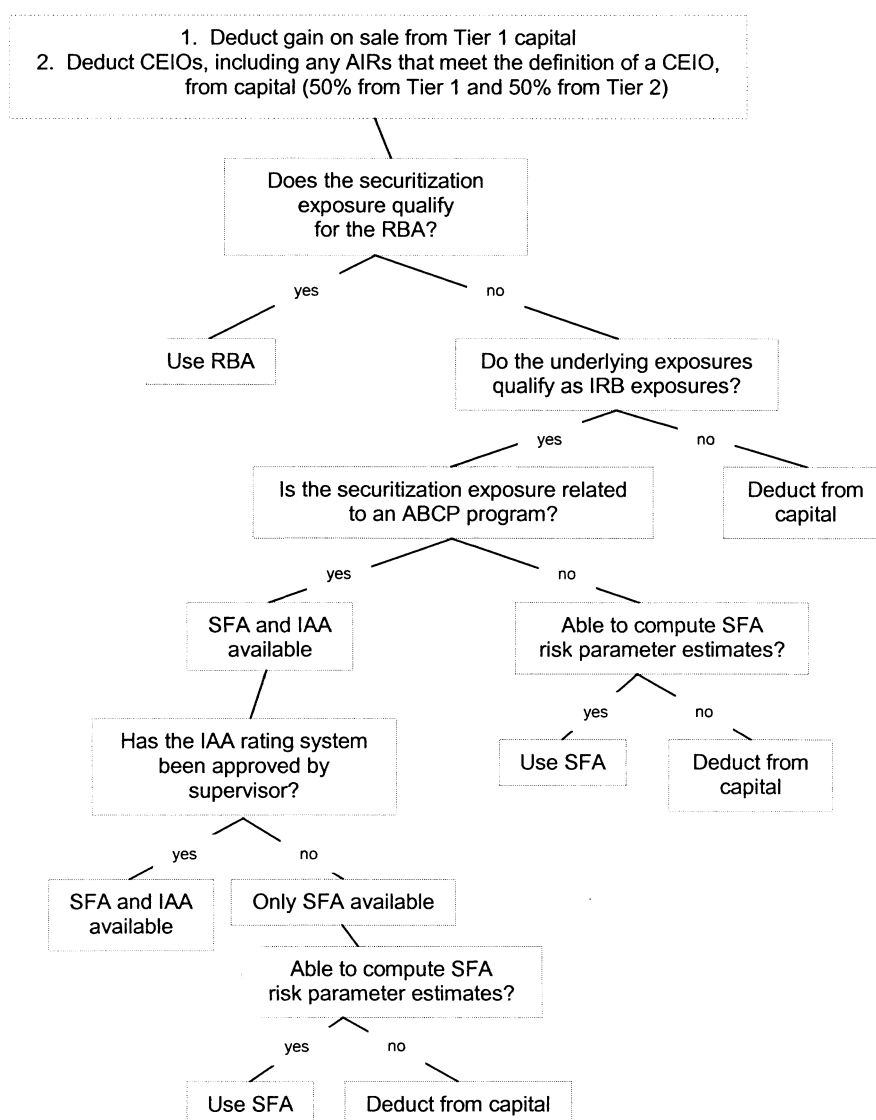 1. Deduct gain on sale from Tier 1 capital
2. Deduct CEIOs, including any AIRs that meet the definition of a CEIO,
from capital (50% from Tier 1 and 50% from Tier 2)
Does the securitization
exposure qualify
for the RBA?
yes
no
Use RBA
Do the underlying exposures
qualify as IRB exposures?
yes
no
Is the securitization exposure related
to an ABCP program?
Deduct from
capital
yes
no
SFA and IAA
available
Able to compute SFA
risk parameter estimates?
yes
no
Has the IAA rating system
been approved by
supervisor?
Use SFA
Deduct from
capital
yes
no
SFA and IAA
available
Only SFA available
Able to compute SFA
risk parameter estimates?
yes
no
Use SFA
Deduct from capital